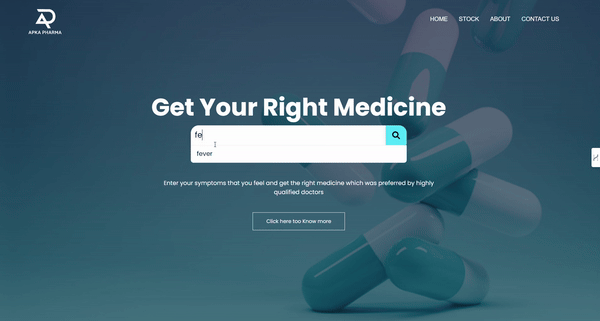 APKA PHARMA
HOME STOCK ABOUT CONTACT US
Get Your Right Medicine
fe
fever
Enter your symptoms that you feel and get the right medicine which was preferred by highly
qualified doctors
Click here too Know more